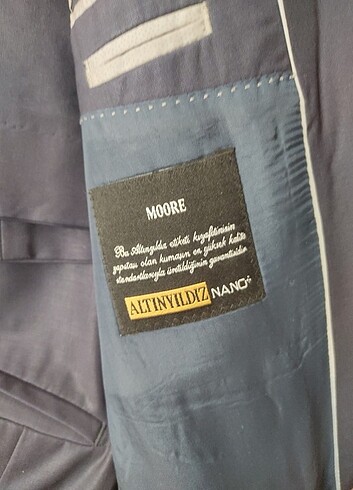 MOORE
Bu Altınyıldız etiketi kıyafetinizin
yapıtaşı olan kumaşın en yüksek kalite
standartlarıyla üretildiğinin garantisidir.
ALTINYILDIZ NANO+